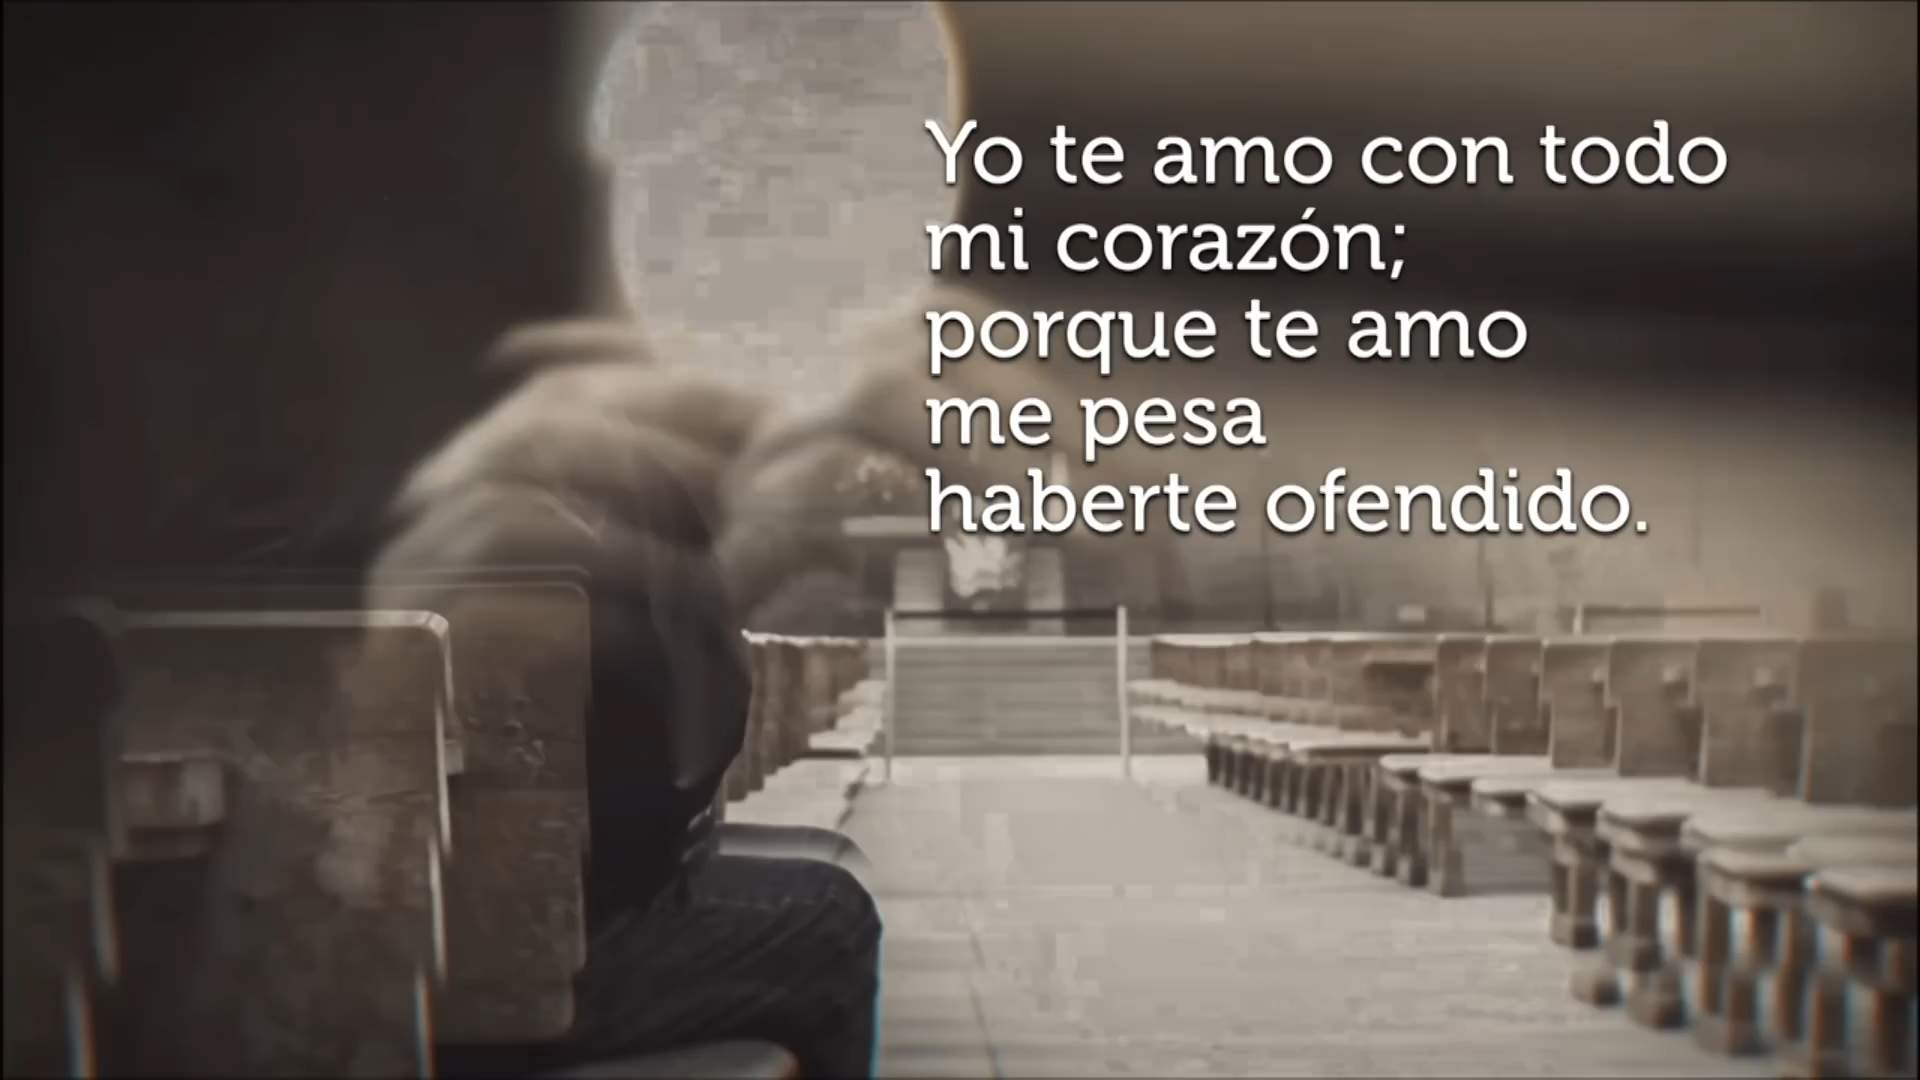 Yo te amo con todo
mi corazón;
porque te amo
me pesa
haberte ofendido.